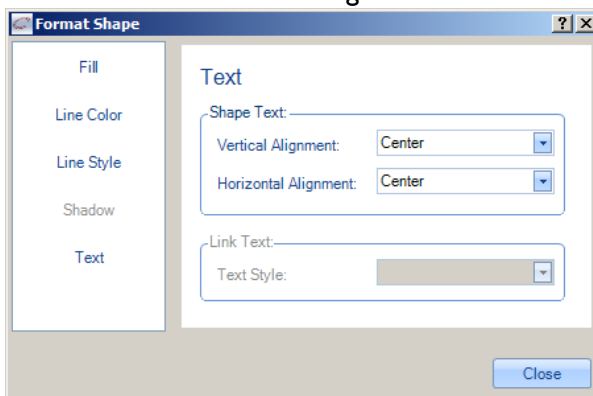 Format Shape
Fill
Line Color
Line Style
Shadow
Text
Text
Shape Text:
Vertical Alignment: Center
Horizontal Alignment: Center
Link Text:
Text Style:
Close